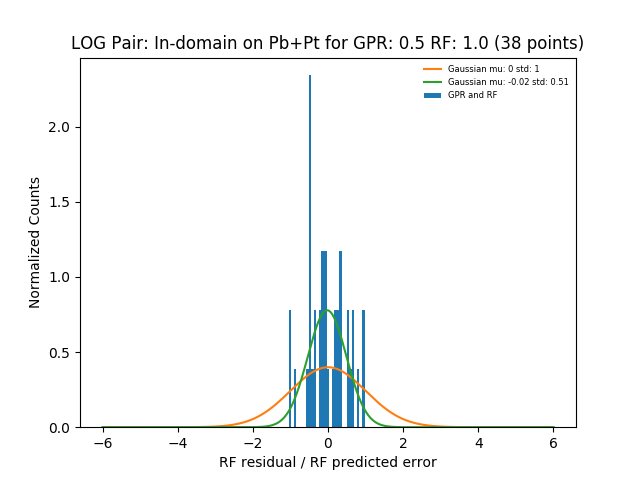 LOG Pair: In-domain on Pb+Pt for GPR: 0.5 RF: 1.0 (38 points)
Gaussian mu: 0 std: 1
Gaussian mu: -0.02 std: 0.51
GPR and RF
Normalized Counts
2.0
1.5
1.0
0.5
0.0
−6
−4
−2
0
2
4
6
RF residual / RF predicted error